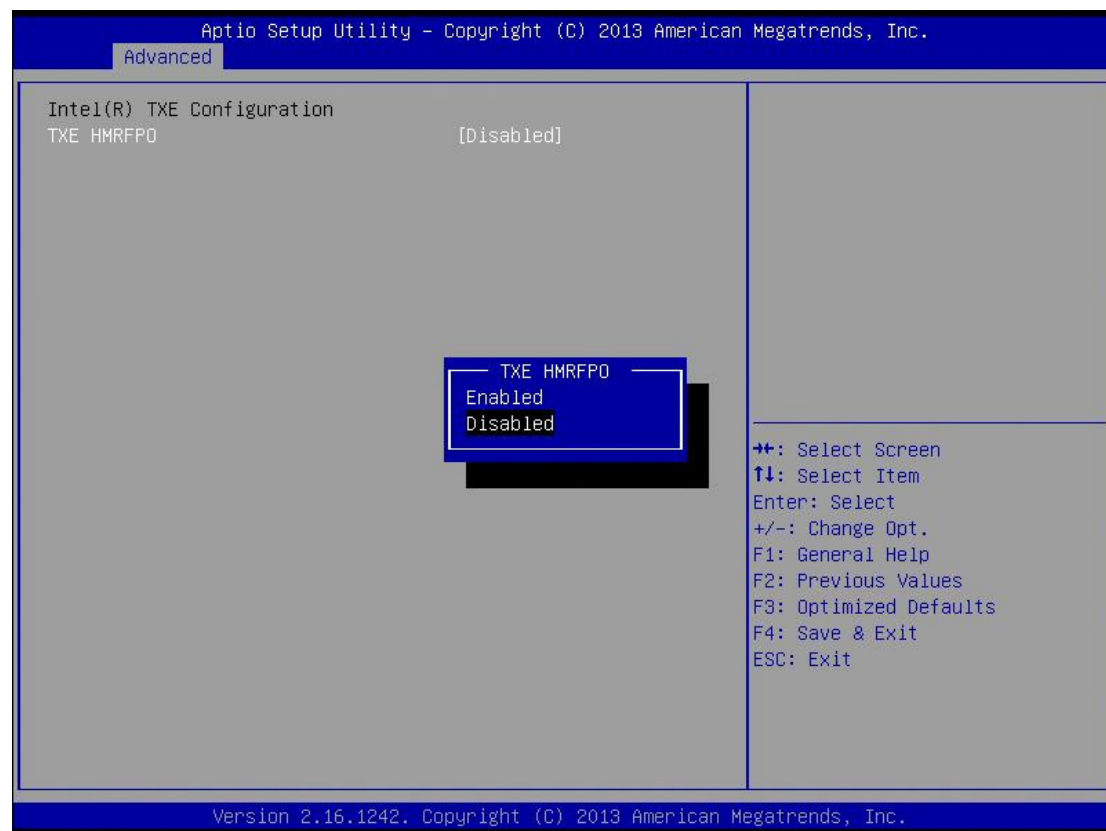 Aptio Setup Utility – Copyright (C) 2013 American Megatrends, Inc.
Advanced
Intel(R) TXE Configuration
TXE HMRFPO [Disabled]
TXE HMRFPO
Enabled
Disabled
→←: Select Screen
↑↓: Select Item
Enter: Select
+/-: Change Opt.
F1: General Help
F2: Previous Values
F3: Optimized Defaults
F4: Save & Exit
ESC: Exit
Version 2.16.1242. Copyright (C) 2013 American Megatrends, Inc.